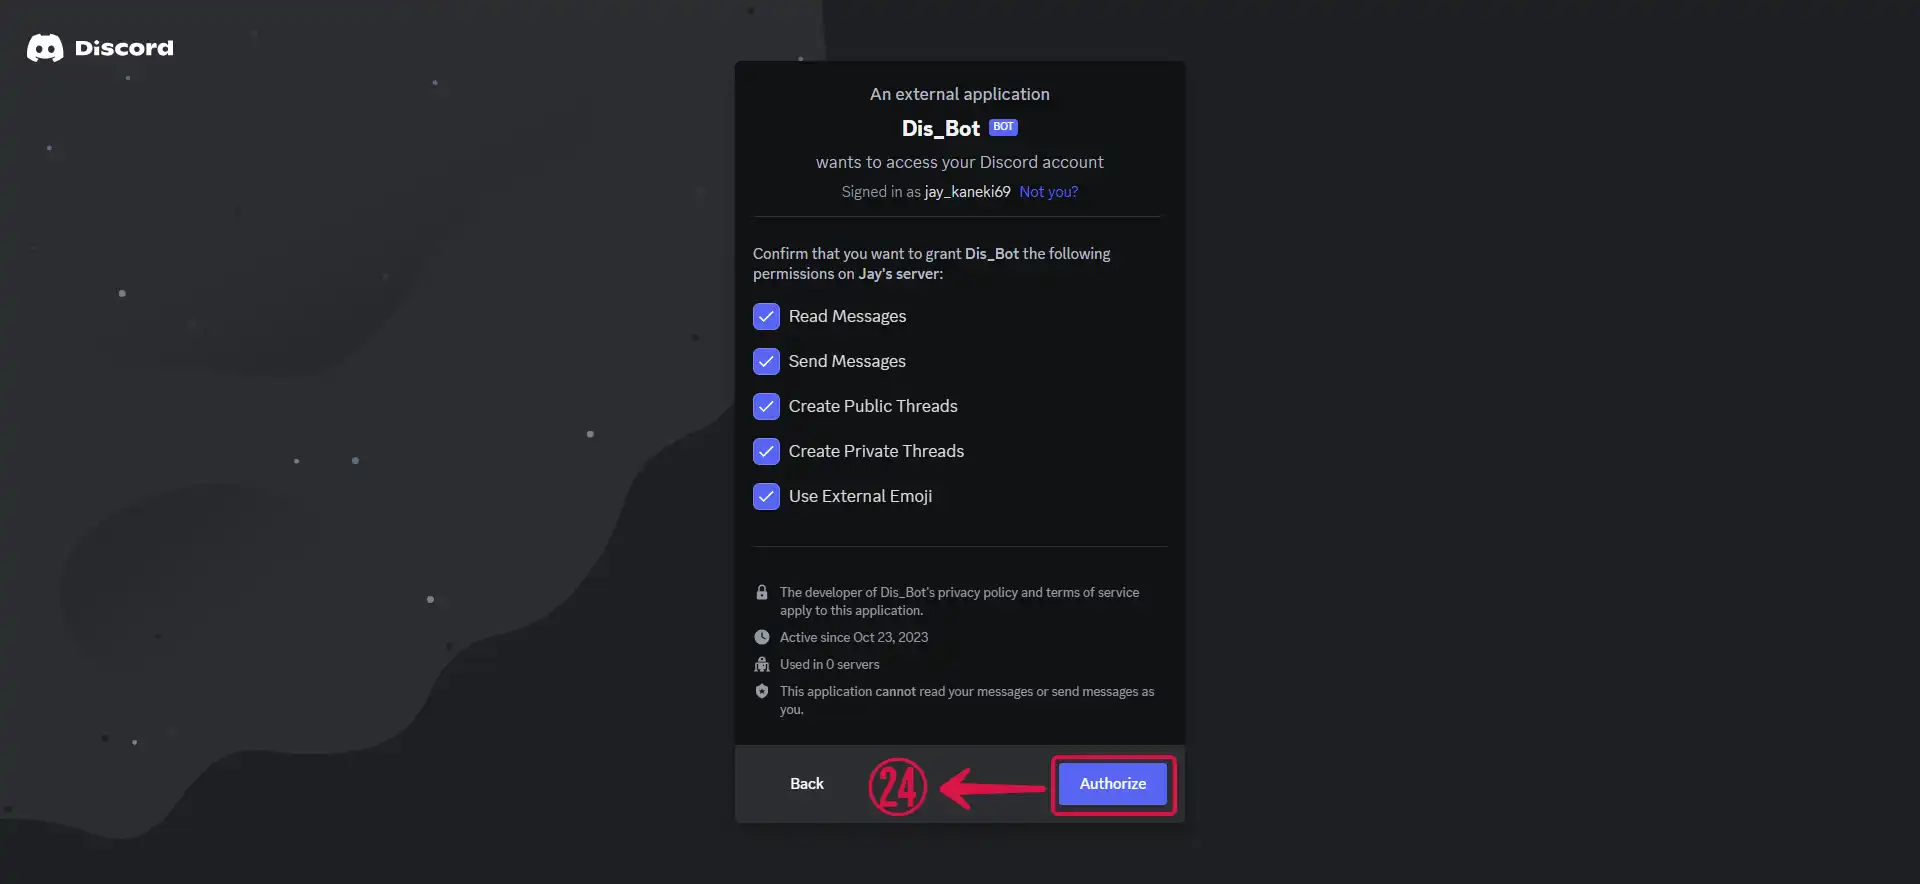 Discord
An external application
Dis_Bot BOT
wants to access your Discord account
Signed in as jay_kaneki69 Not you?
Confirm that you want to grant Dis_Bot the following
permissions on Jay's server:
Read Messages
Send Messages
Create Public Threads
Create Private Threads
Use External Emoji
The developer of Dis_Bot's privacy policy and terms of service
apply to this application.
Active since Oct 23, 2023
Used in 0 servers
This application cannot read your messages or send messages as
you.
Back 24 Authorize